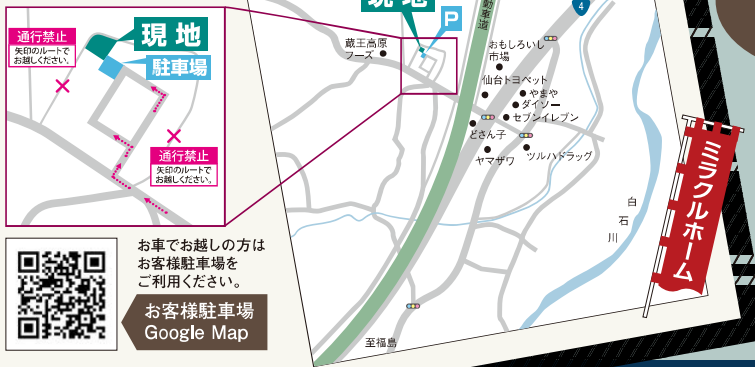 通行禁止
矢印のルートで
お越しください。
現地
駐車場
通行禁止
矢印のルートで
お越しください。
現地
P
動車道
4
蔵王高原
フーズ
おもしろいし
市場
仙台トヨペット
やまや
ダイソー
セブンイレブン
どさん子
ヤマザワ
ツルハドラッグ
白石川
至福島
ミラクルホーム
お車でお越しの方は
お客様駐車場を
ご利用ください。
お客様駐車場
Google Map